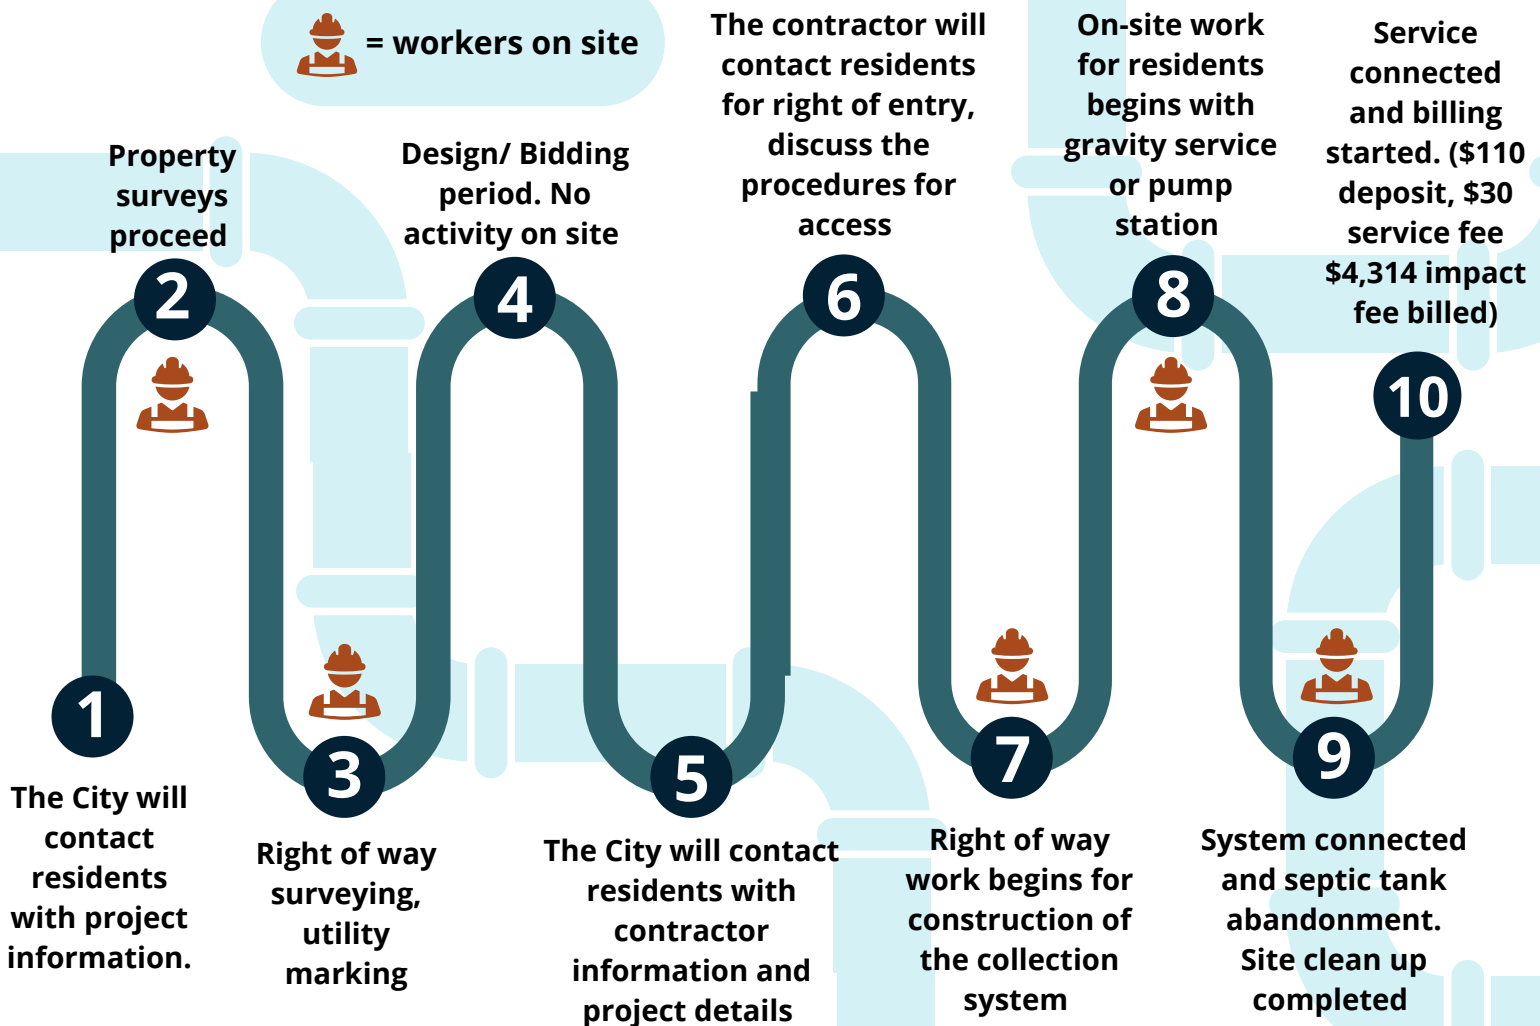 = workers on site
1
The City will
contact
residents
with project
information.
Property
surveys
proceed
2
3
Right of way
surveying,
utility
marking
Design/ Bidding
period. No
activity on site
4
5
The City will contact
residents with
contractor
information and
project details
The contractor will
contact residents
for right of entry,
discuss the
procedures for
access
6
7
Right of way
work begins for
construction of
the collection
system
On-site work
for residents
begins with
gravity service
or pump
station
8
9
System connected
and septic tank
abandonment.
Site clean up
completed
Service
connected
and billing
started. ($110
deposit, $30
service fee
$4,314 impact
fee billed)
10